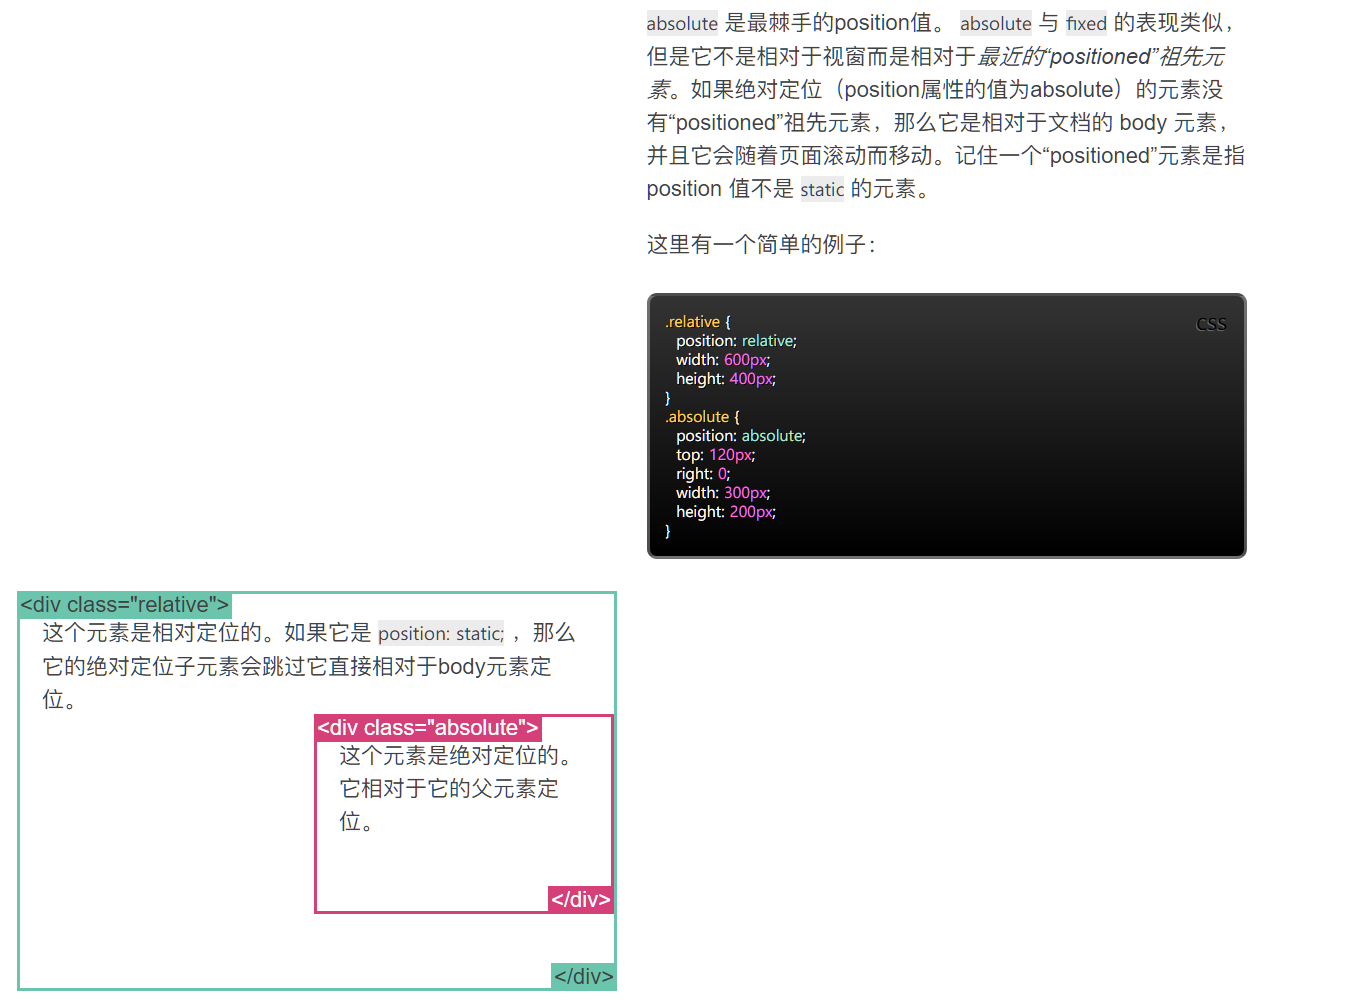 absolute 是最棘手的position值。 absolute 与 fixed 的表现类似，
但是它不是相对于视窗而是相对于最近的“positioned”祖先元
素。如果绝对定位（position属性的值为absolute）的元素没
有“positioned”祖先元素，那么它是相对于文档的 body 元素，
并且它会随着页面滚动而移动。记住一个“positioned”元素是指
position 值不是 static 的元素。
这里有一个简单的例子：
CSS
.relative {
  position: relative;
  width: 600px;
  height: 400px;
}
.absolute {
  position: absolute;
  top: 120px;
  right: 0;
  width: 300px;
  height: 200px;
}
<div class="relative">
这个元素是相对定位的。如果它是 position: static; ，那么
它的绝对定位子元素会跳过它直接相对于body元素定
位。
<div class="absolute">
这个元素是绝对定位的。
它相对于它的父元素定
位。
</div>
</div>